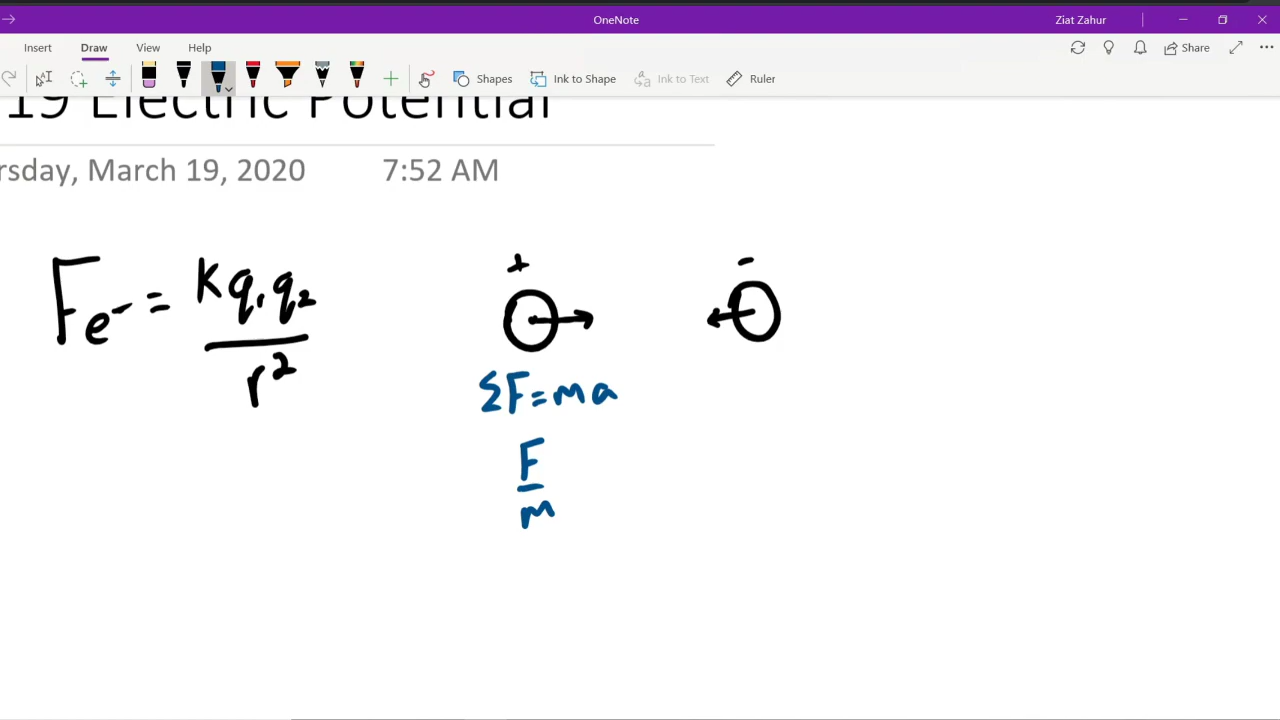 OneNote
Ziat Zahur
Insert Draw View Help
Share
Shapes Ink to Shape Ink to Text Ruler
19 Electric Potential
rsday, March 19, 2020 7:52 AM
Fe- = kq₁q₂ / r²
+
-
ΣF=ma
F
m